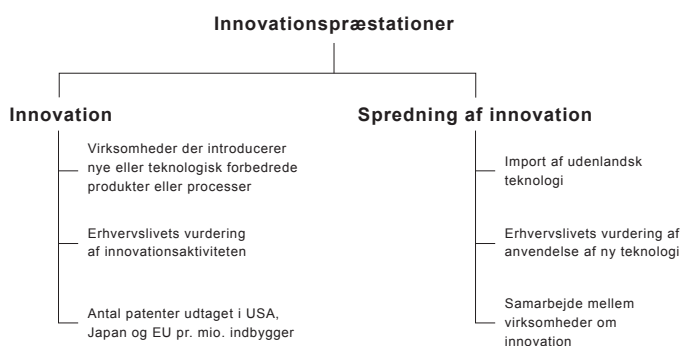 Innovationspræstationer
Innovation
Virksomheder der introducerer
nye eller teknologisk forbedrede
produkter eller processer
Erhvervslivets vurdering
af innovationsaktiviteten
Antal patenter udtaget i USA,
Japan og EU pr. mio. indbygger
Spredning af innovation
Import af udenlandsk
teknologi
Erhvervslivets vurdering af
anvendelse af ny teknologi
Samarbejde mellem
virksomheder om
innovation